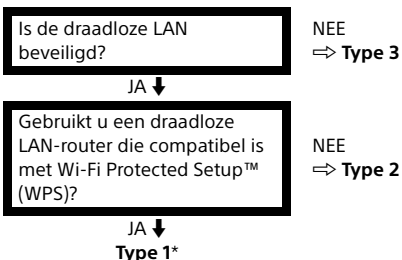 Is de draadloze LAN
beveiligd?
NEE
⇨ Type 3
JA ⬇
Gebruikt u een draadloze
LAN-router die compatibel is
met Wi-Fi Protected Setup™
(WPS)?
NEE
⇨ Type 2
JA ⬇
Type 1*